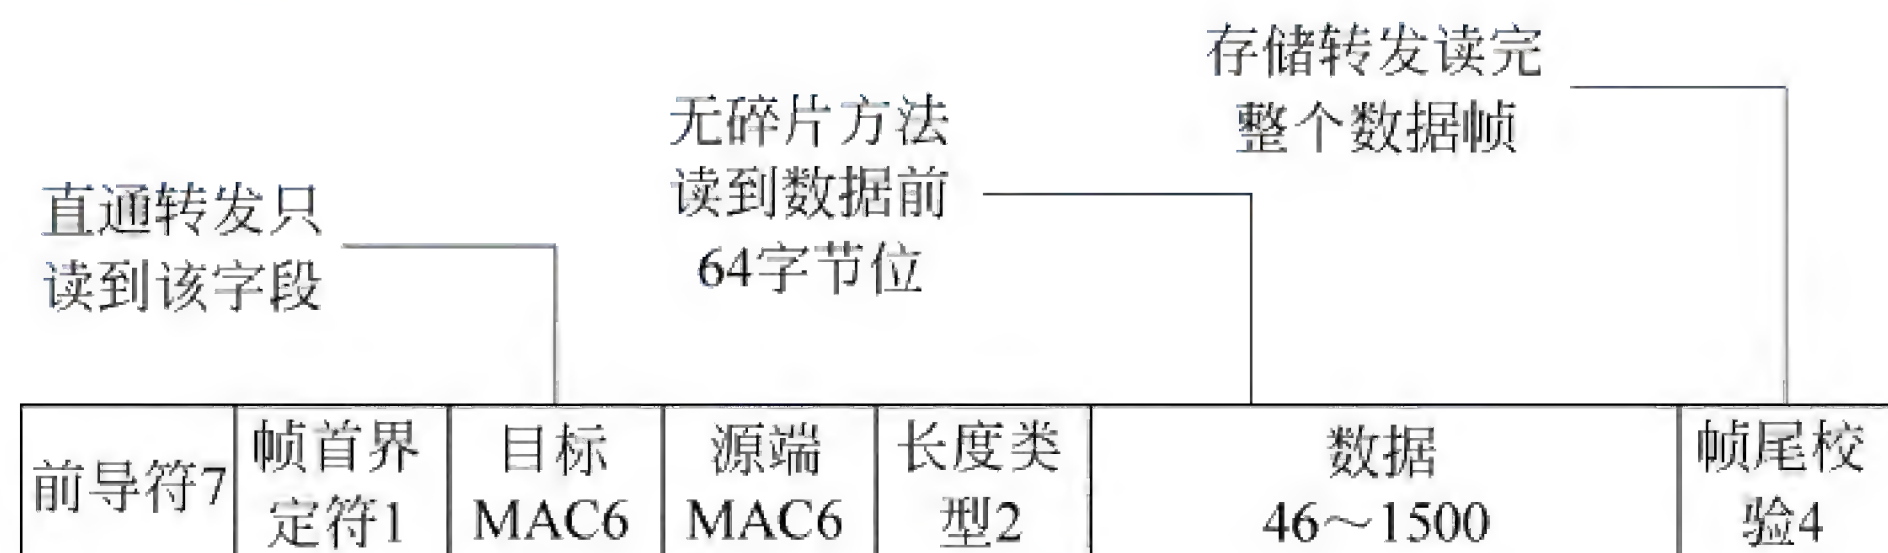 存储转发读完
整个数据帧
无碎片方法
读到数据前
64字节位
直通转发只
读到该字段
前导符7
帧首界
定符1
目标
MAC6
源端
MAC6
长度类
型2
数据
46～1500
帧尾校
验4